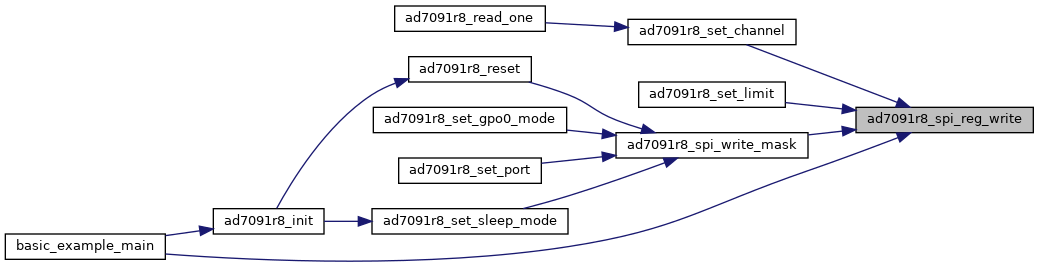 ad7091r8_read_one
ad7091r8_set_channel
ad7091r8_reset
ad7091r8_set_limit
ad7091r8_set_gpo0_mode
ad7091r8_spi_reg_write
ad7091r8_spi_write_mask
ad7091r8_set_port
ad7091r8_init
ad7091r8_set_sleep_mode
basic_example_main